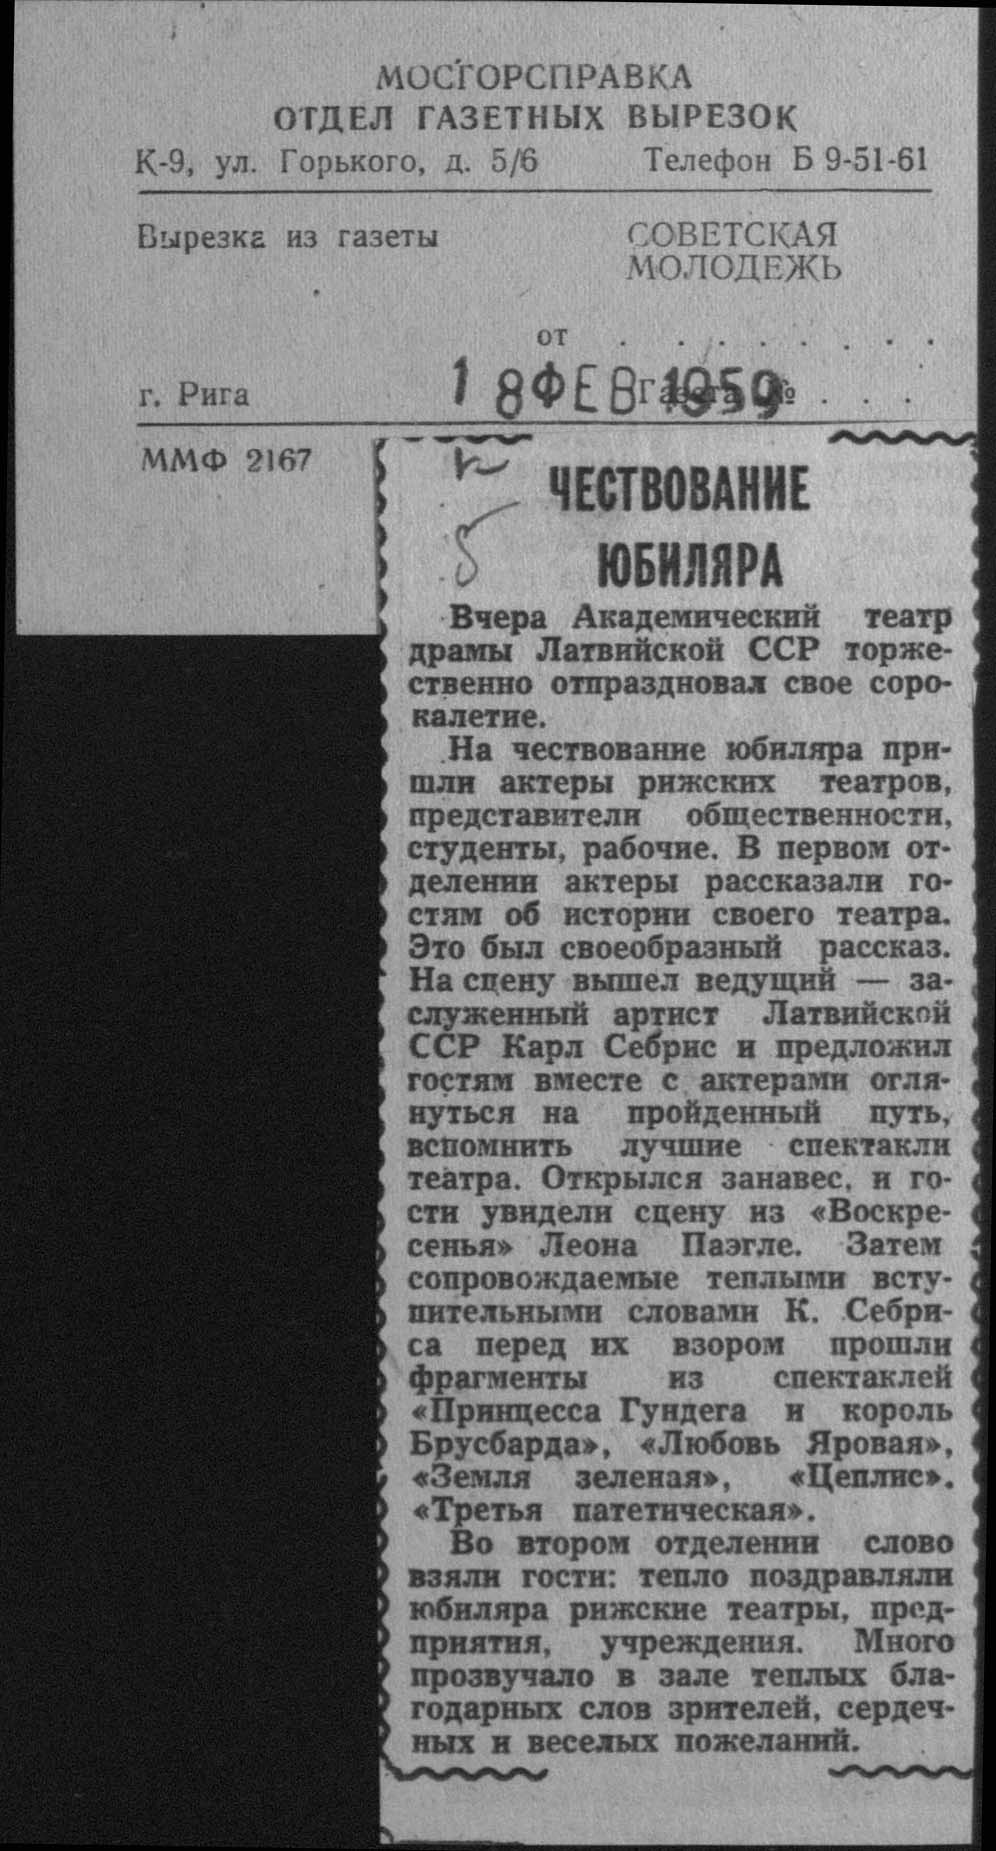 МОСГОРСПРАВКА
ОТДЕЛ ГАЗЕТНЫХ ВЫРЕЗОК
К-9, ул. Горького, д. 5/6 Телефон Б 9-51-61
Вырезка из газеты
СОВЕТСКАЯ
МОЛОДЕЖЬ
от . . . . . . . .
г. Рига
18 ФЕВ 1959
Газета № . . .
ММФ 2167
ЧЕСТВОВАНИЕ
ЮБИЛЯРА
Вчера Академический театр
драмы Латвийской ССР торже-
ственно отпраздновал свое соро-
калетие.
На чествование юбиляра при-
шли актеры рижских театров,
представители общественности,
студенты, рабочие. В первом от-
делении актеры рассказали го-
стям об истории своего театра.
Это был своеобразный рассказ.
На сцену вышел ведущий — за-
служенный артист Латвийской
ССР Карл Себрис и предложил
гостям вместе с актерами огля-
нуться на пройденный путь,
вспомнить лучшие спектакли
театра. Открылся занавес, и го-
сти увидели сцену из «Воскре-
сенья» Леона Паэгле. Затем
сопровождаемые теплыми всту-
пительными словами К. Себри-
са перед их взором прошли
фрагменты из спектаклей
«Принцесса Гундега и король
Брусбарда», «Любовь Яровая»,
«Земля зеленая», «Цеплис».
«Третья патетическая».
Во втором отделении слово
взяли гости: тепло поздравляли
юбиляра рижские театры, пред-
приятия, учреждения. Много
прозвучало в зале теплых бла-
годарных слов зрителей, сердеч-
ных и веселых пожеланий.